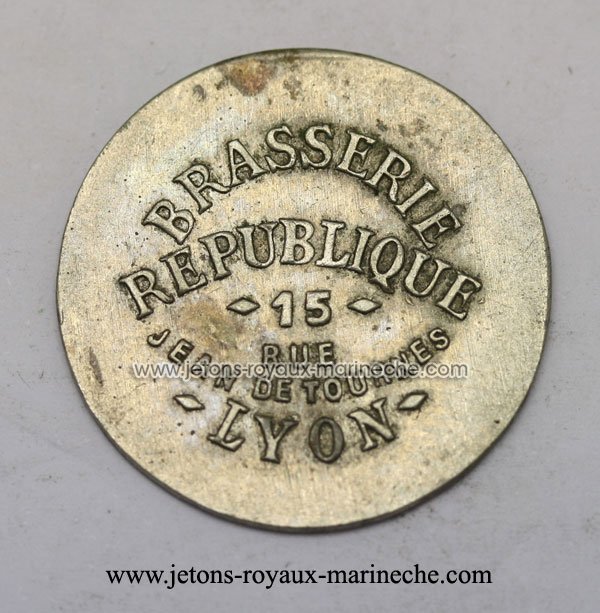 BRASSERIE
REPUBLIQUE
15
RUE
JEAN DE TOURNES
www.jetons-royaux-marineche.com
LYON
www.jetons-royaux-marineche.com